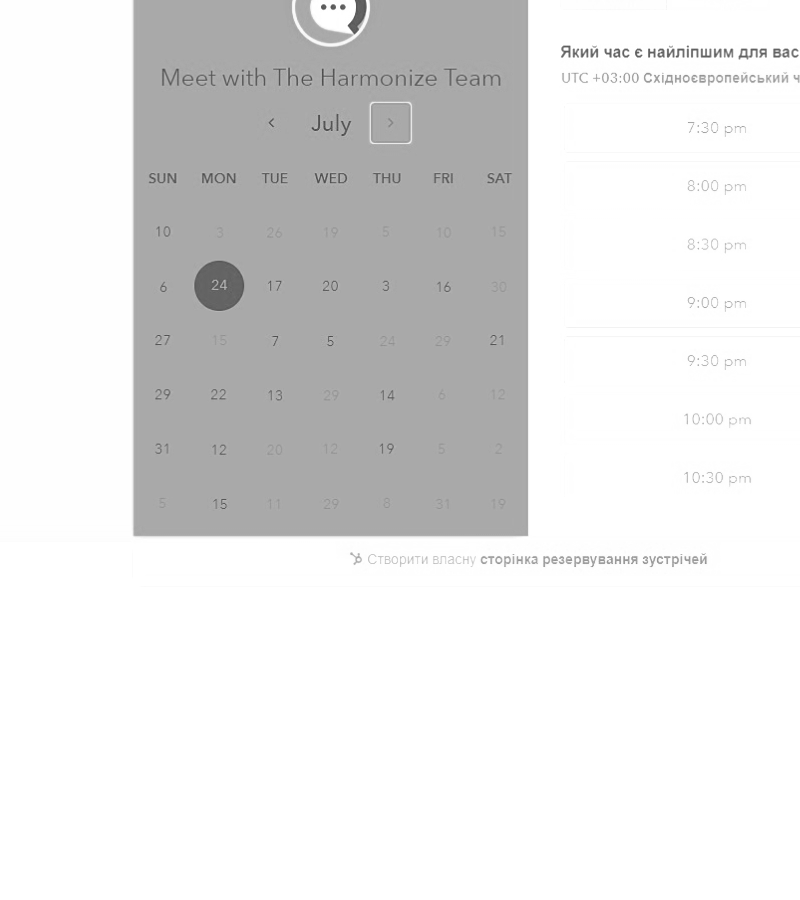 Meet with The Harmonize Team
July
SUN MON TUE WED THU FRI SAT
10 3 26 19 5 10 15
6 24 17 20 3 16 30
27 15 7 5 24 29 21
29 22 13 29 14 6 12
31 12 20 12 19 5 2
5 15 11 29 8 31 19
Який час є найліпшим для вас
UTC +03:00 Східноєвропейський ч
7:30 pm
8:00 pm
8:30 pm
9:00 pm
9:30 pm
10:00 pm
10:30 pm
Створити власну сторінка резервування зустрічей